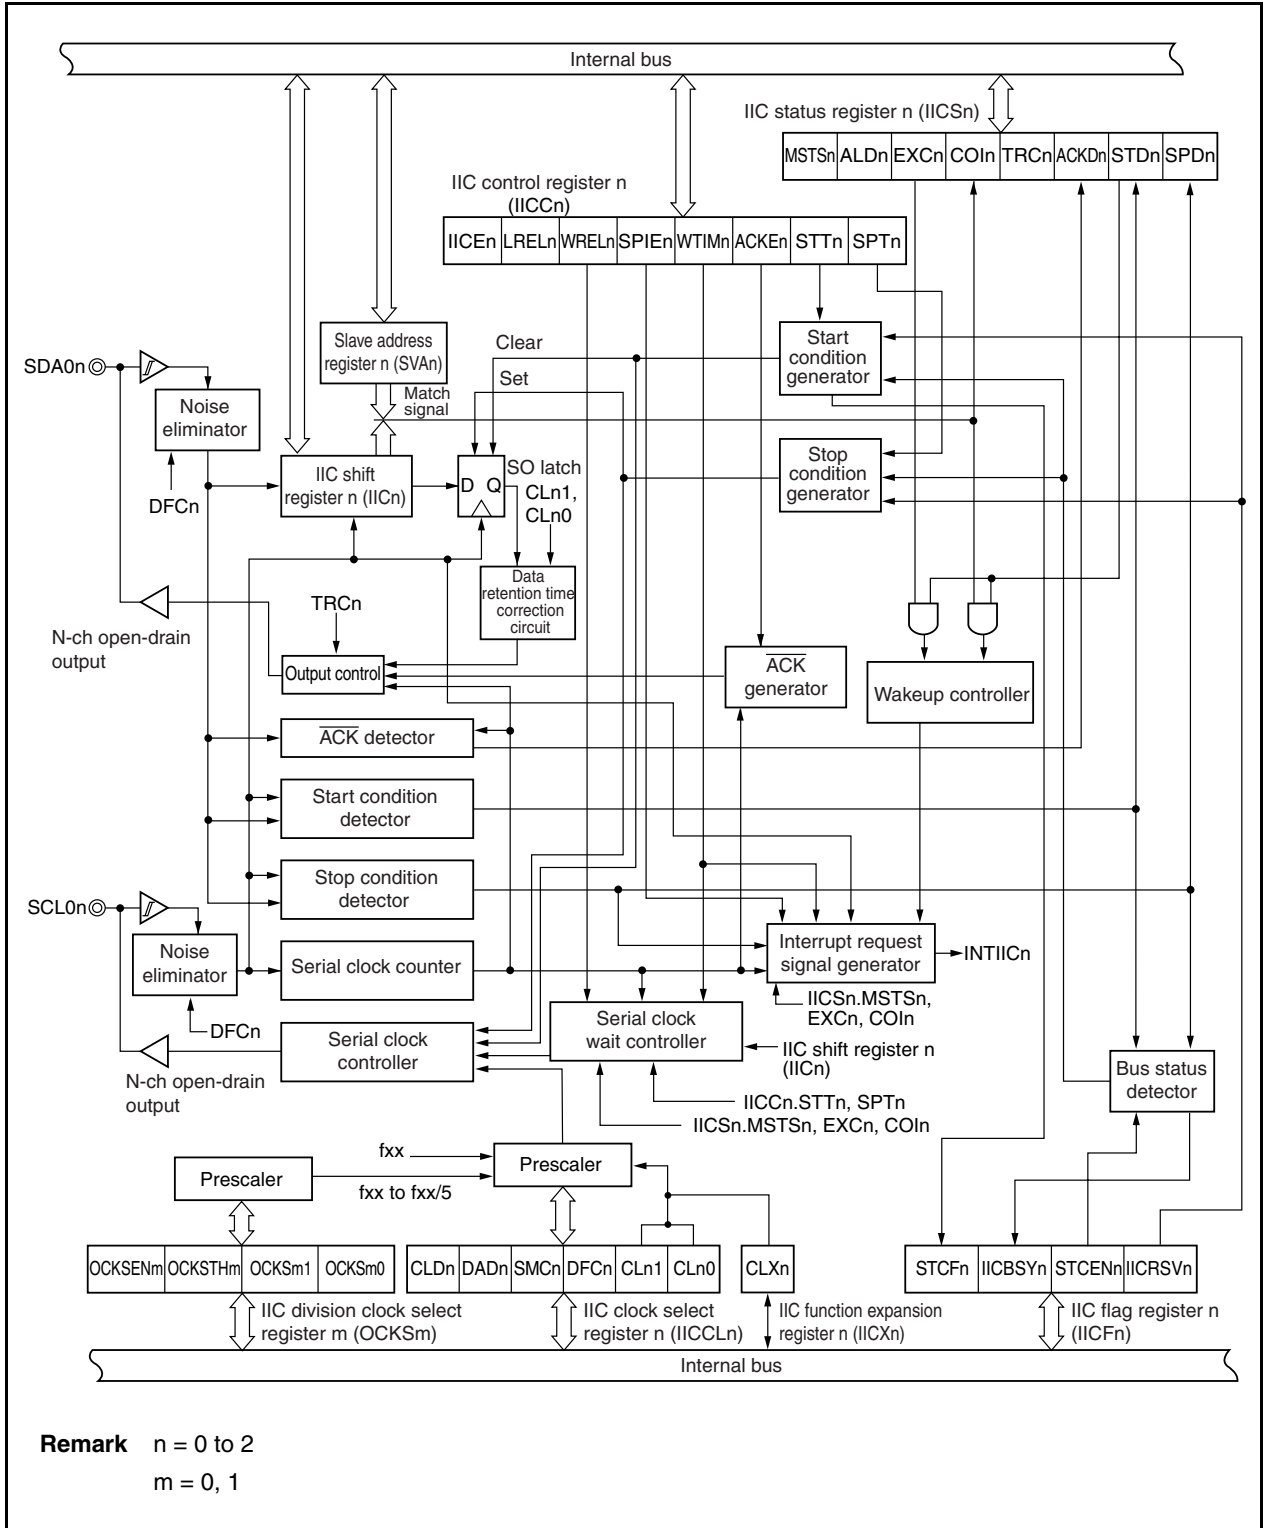 Internal bus
IIC status register n (IICSn)
MSTSn ALDn EXCn COIn TRCn ACKDn STDn SPDn
IIC control register n
(IICCn)
IICEn LRELn WRELn SPIEn WTIMn ACKEn STTn SPTn
Slave address
register n (SVAn)
Clear
Start
condition
generator
SDA0n
Noise
eliminator
Match
signal
Set
DFCn
IIC shift
register n (IICn)
D Q
SO latch
CLn1,
CLn0
Stop
condition
generator
Data
retention time
correction
circuit
TRCn
N-ch open-drain
output
Output control
ACK
generator
Wakeup controller
ACK detector
Start condition
detector
Stop condition
detector
SCL0n
Noise
eliminator
Serial clock counter
Interrupt request
signal generator
INTIICn
DFCn
IICSn.MSTSn,
EXCn, COIn
Serial clock
controller
Serial clock
wait controller
IIC shift register n
(IICn)
N-ch open-drain
output
IICCn.STTn, SPTn
IICSn.MSTSn, EXCn, COIn
Bus status
detector
Prescaler
fxx
fxx to fxx/5
Prescaler
OCKSENm OCKSTHm OCKSm1 OCKSm0
CLDn DADn SMCn DFCn CLn1 CLn0
CLXn
STCFn IICBSYn STCENn IICRSVn
IIC division clock select
register m (OCKSm)
IIC clock select
register n (IICCLn)
IIC function expansion
register n (IICXn)
IIC flag register n
(IICFn)
Internal bus
Remark n = 0 to 2
m = 0, 1